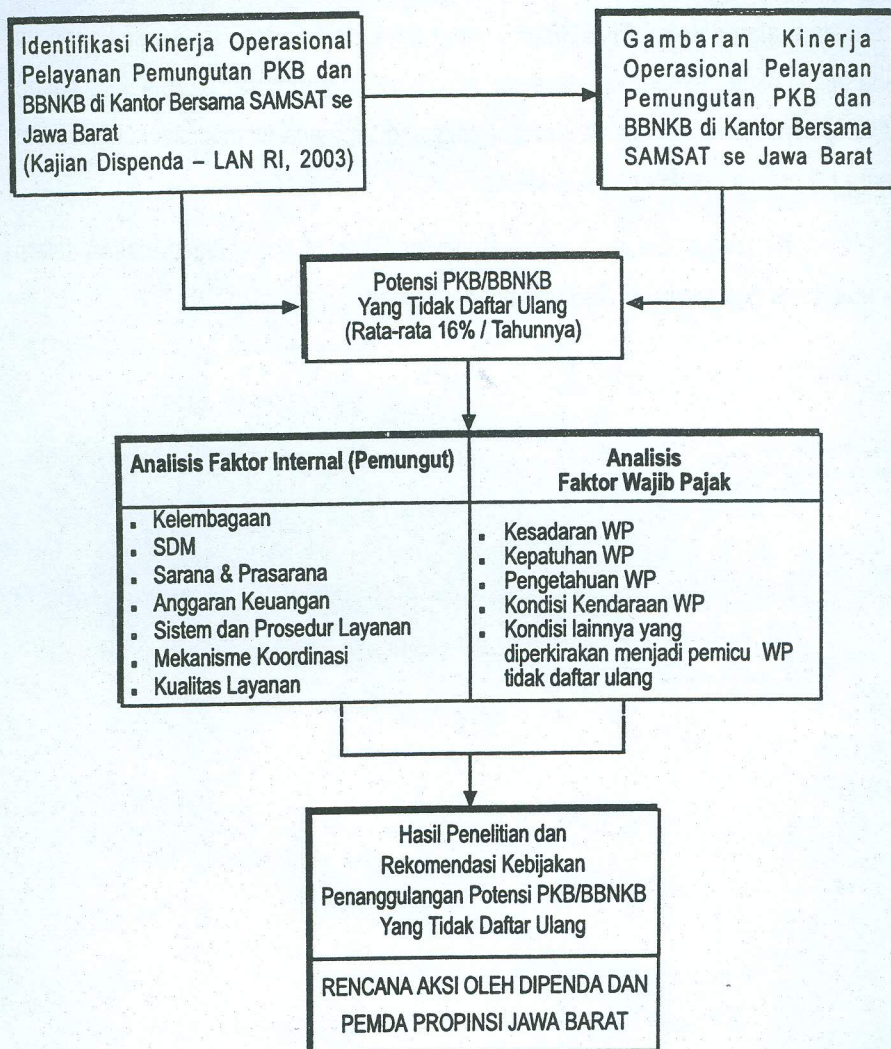 Identifikasi Kinerja Operasional
Pelayanan Pemungutan PKB dan
BBNKB di Kantor Bersama SAMSAT se
Jawa Barat
(Kajian Dispenda – LAN RI, 2003)
Gambaran Kinerja
Operasional Pelayanan
Pemungutan PKB dan
BBNKB di Kantor Bersama
SAMSAT se Jawa Barat
Potensi PKB/BBNKB
Yang Tidak Daftar Ulang
(Rata-rata 16% / Tahunnya)
Analisis Faktor Internal (Pemungut)
▪ Kelembagaan
▪ SDM
▪ Sarana & Prasarana
▪ Anggaran Keuangan
▪ Sistem dan Prosedur Layanan
▪ Mekanisme Koordinasi
▪ Kualitas Layanan
Analisis
Faktor Wajib Pajak
▪ Kesadaran WP
▪ Kepatuhan WP
▪ Pengetahuan WP
▪ Kondisi Kendaraan WP
▪ Kondisi lainnya yang
diperkirakan menjadi pemicu WP
tidak daftar ulang
Hasil Penelitian dan
Rekomendasi Kebijakan
Penanggulangan Potensi PKB/BBNKB
Yang Tidak Daftar Ulang
RENCANA AKSI OLEH DIPENDA DAN
PEMDA PROPINSI JAWA BARAT